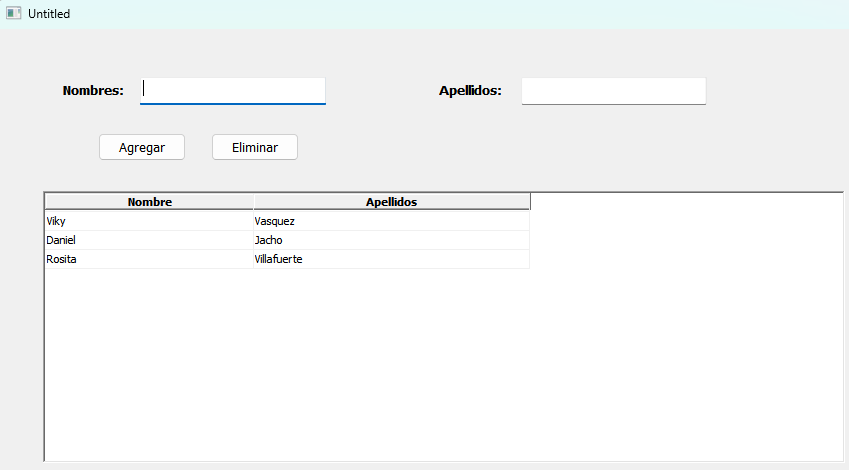 Untitled
Nombres: Apellidos:
Agregar Eliminar
Nombre Apellidos
Viky Vasquez
Daniel Jacho
Rosita Villafuerte